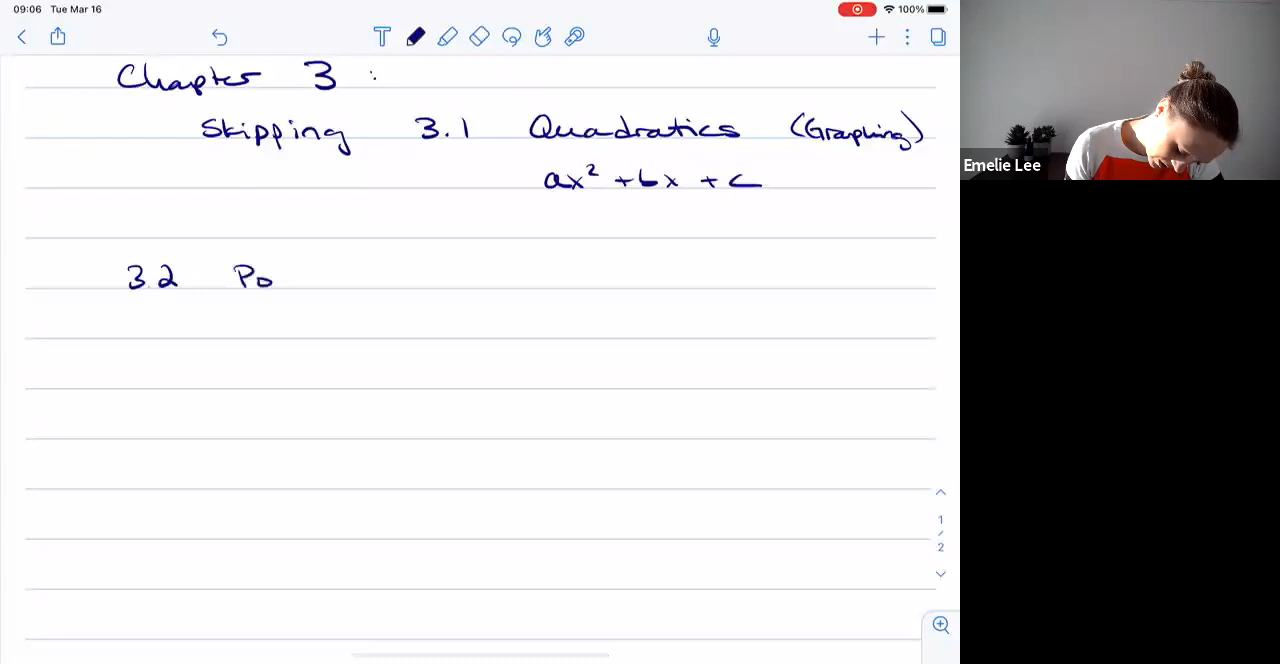 09:06 Tue Mar 16
100%
T
Chapter 3 :
Skipping 3.1 Quadratics (Graphing)
ax² + bx + c
Emelie Lee
3.2 Po
1
/
2